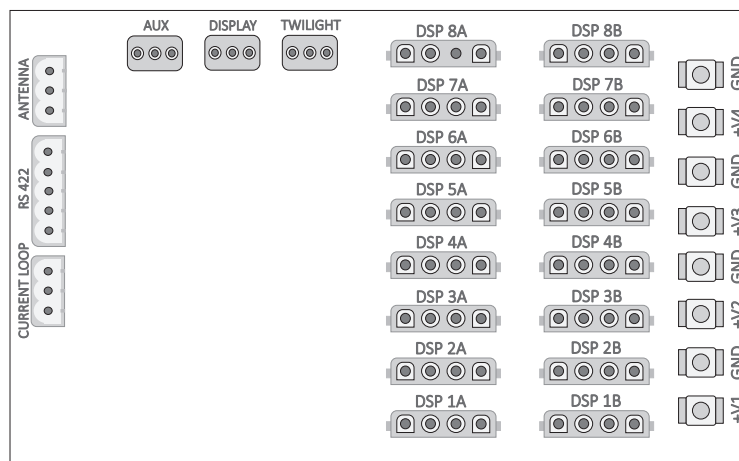 AUX
DISPLAY
TWILIGHT
ANTENNA
RS 422
CURRENT LOOP
DSP 8A
DSP 8B
DSP 7A
DSP 7B
DSP 6A
DSP 6B
DSP 5A
DSP 5B
DSP 4A
DSP 4B
DSP 3A
DSP 3B
DSP 2A
DSP 2B
DSP 1A
DSP 1B
GND
+V4
GND
+V3
GND
+V2
GND
+V1